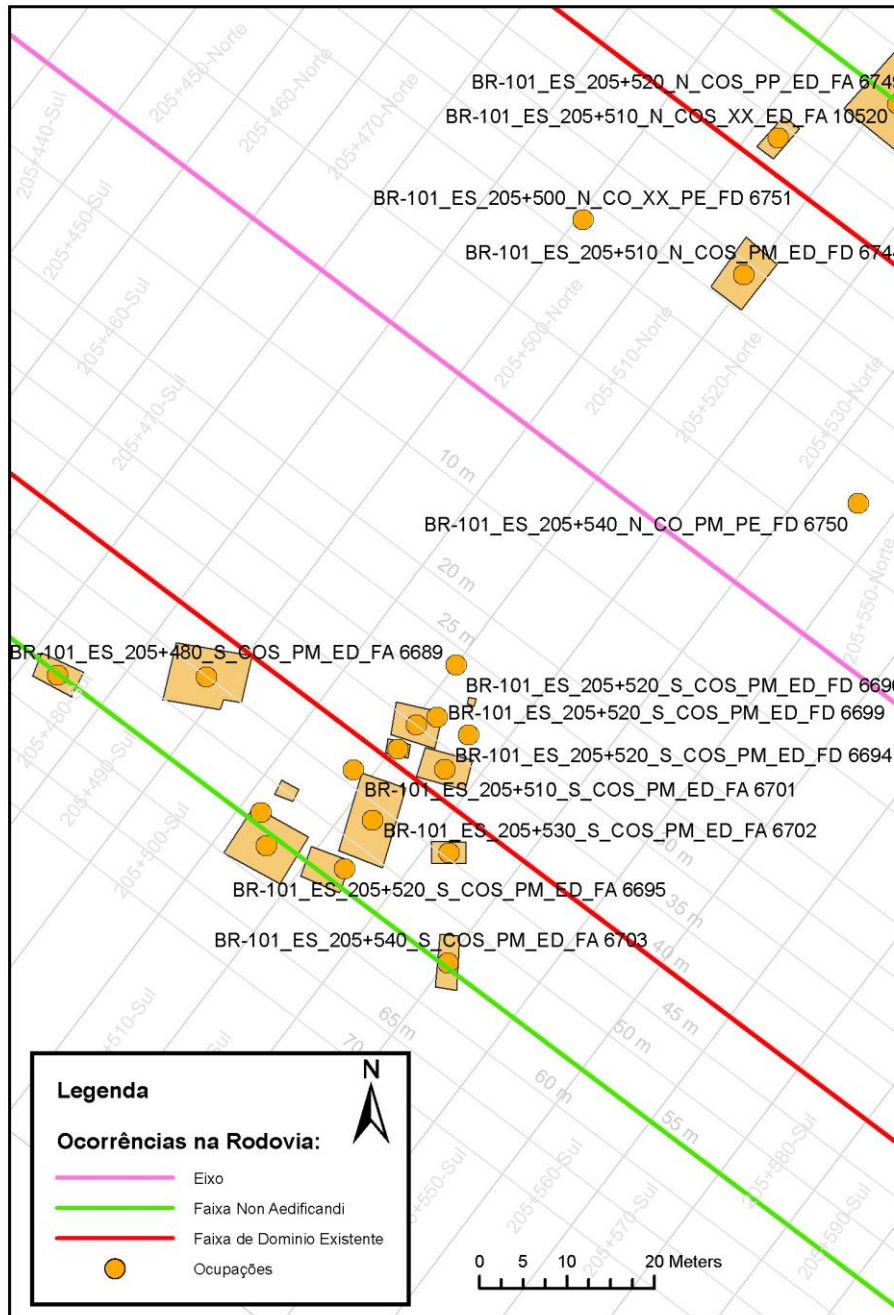 205+450-Norte
205+460-Norte
205+470-Norte
205+440-Sul
205+450-Sul
205+460-Sul
205+470-Sul
BR-101_ES_205+520_N_COS_PP_ED_FA 674
BR-101_ES_205+510_N_COS_XX_ED_FA 10520
BR-101_ES_205+500_N_CO_XX_PE_FD 6751
BR-101_ES_205+510_N_COS_PM_ED_FD 674
205+500-Norte
205+510-Norte
205+520-Norte
205+530-Norte
10 m
BR-101_ES_205+540_N_CO_PM_PE_FD 6750
205+550-Norte
20 m
25 m
BR-101_ES_205+480_S_COS_PM_ED_FA 6689
205+480-Sul
BR-101_ES_205+520_S_COS_PM_ED_FD 669
BR-101_ES_205+520_S_COS_PM_ED_FD 6699
BR-101_ES_205+520_S_COS_PM_ED_FD 6694
205+490-Sul
BR-101_ES_205+510_S_COS_PM_ED_FA 6701
BR-101_ES_205+530_S_COS_PM_ED_FA 6702
205+500-Sul
30 m
BR-101_ES_205+520_S_COS_PM_ED_FA 6695
35 m
BR-101_ES_205+540_S_COS_PM_ED_FA 6703
40 m
45 m
50 m
55 m
60 m
65 m
+510-Sul
Sul
70
N
Legenda
Ocorrências na Rodovia:
Eixo
Faixa Non Aedificandi
Faixa de Dominio Existente
Ocupações
+550-Sul
205+560-Sul
205+570-Sul
205+580-Sul
205+590-Sul
0 5 10 20 Meters